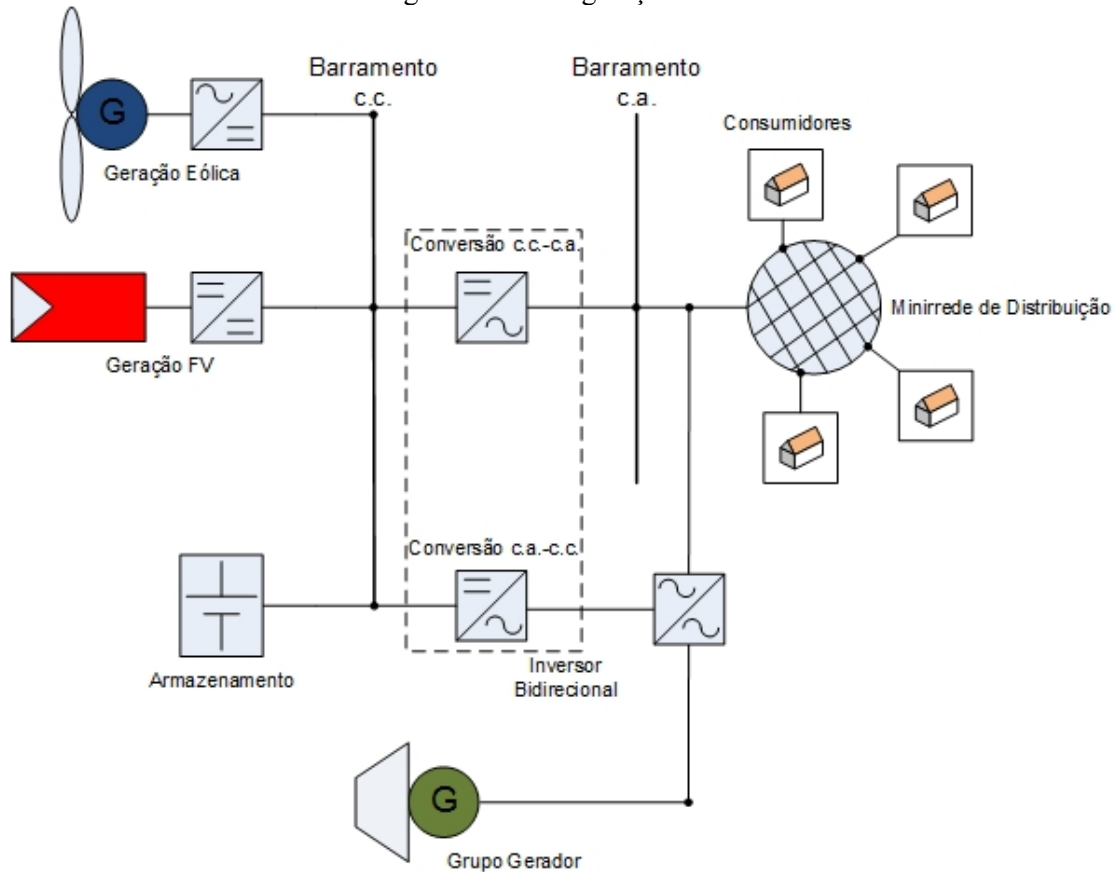 Barramento
c.c.
Barramento
c.a.
Consumidores
G
Geração Eólica
Conversão c.c.-c.a.
Minirrede de Distribuição
Geração FV
Conversão c.a.-c.c.
Armazenamento
Inversor
Bidirecional
G
Grupo Gerador